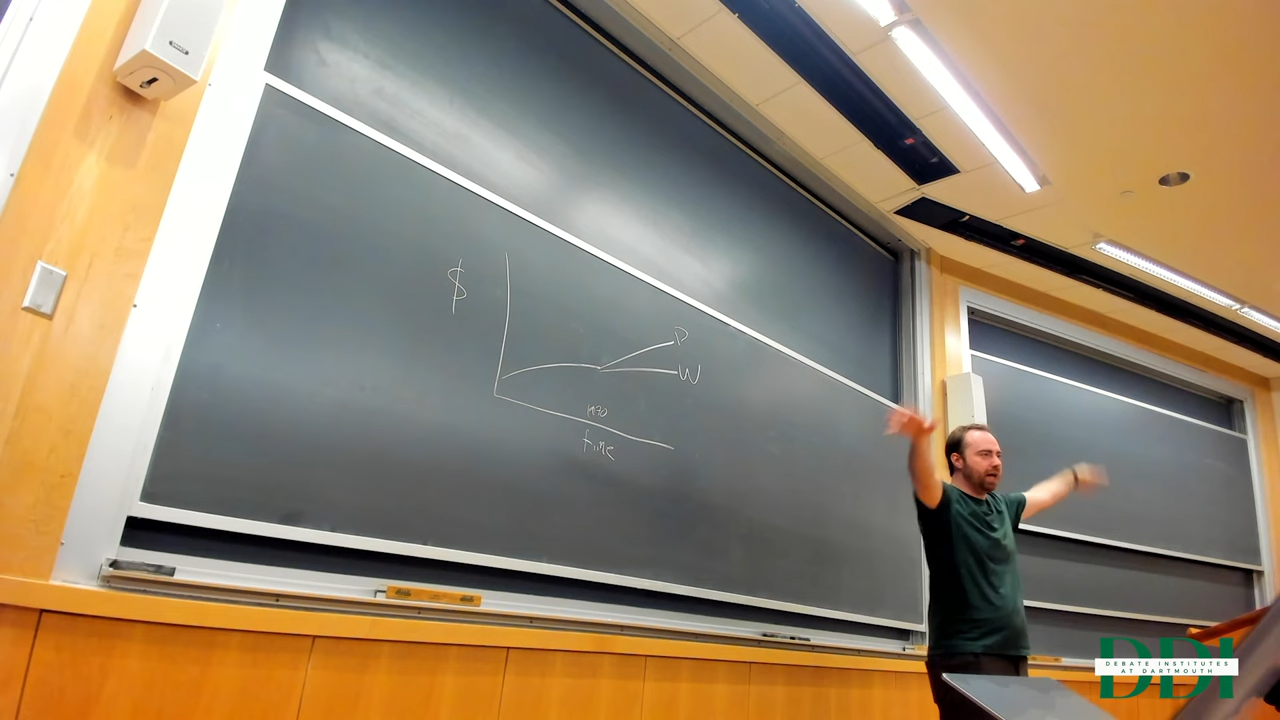 $
P
W
1970
time
DDI
DEBATE INSTITUTES
AT DARTMOUTH